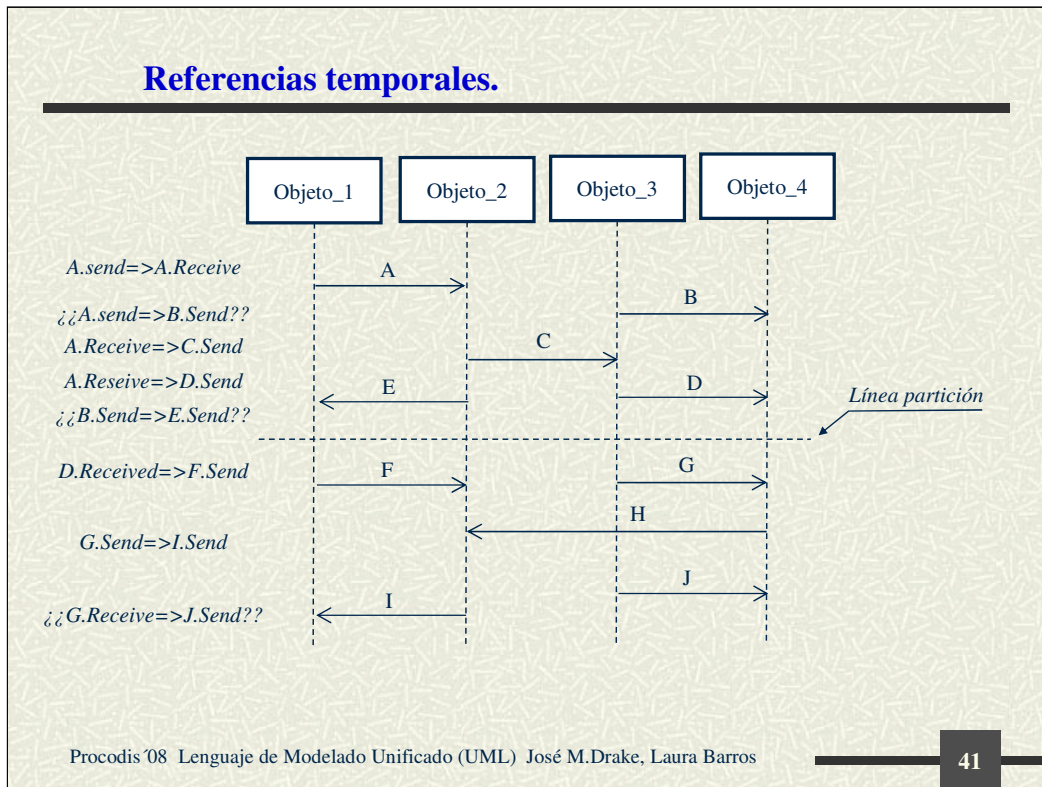 Referencias temporales.
Objeto_1
Objeto_2
Objeto_3
Objeto_4
A.send=>A.Receive
A
¿¿A.send=>B.Send??
B
A.Receive=>C.Send
C
A.Reseive=>D.Send
E
D
¿¿B.Send=>E.Send??
Línea partición
D.Received=>F.Send
F
G
H
G.Send=>I.Send
J
I
¿¿G.Receive=>J.Send??
Procodis´08 Lenguaje de Modelado Unificado (UML) José M.Drake, Laura Barros
41